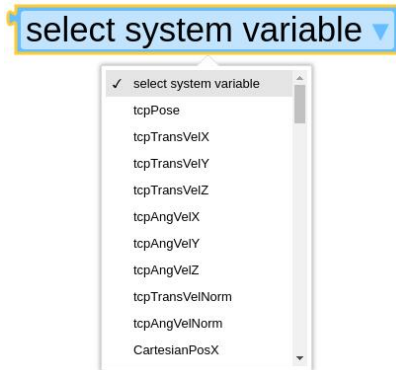 select system variable
select system variable
tcpPose
tcpTransVelX
tcpTransVelY
tcpTransVelZ
tcpAngVelX
tcpAngVelY
tcpAngVelZ
tcpTransVelNorm
tcpAngVelNorm
CartesianPosX